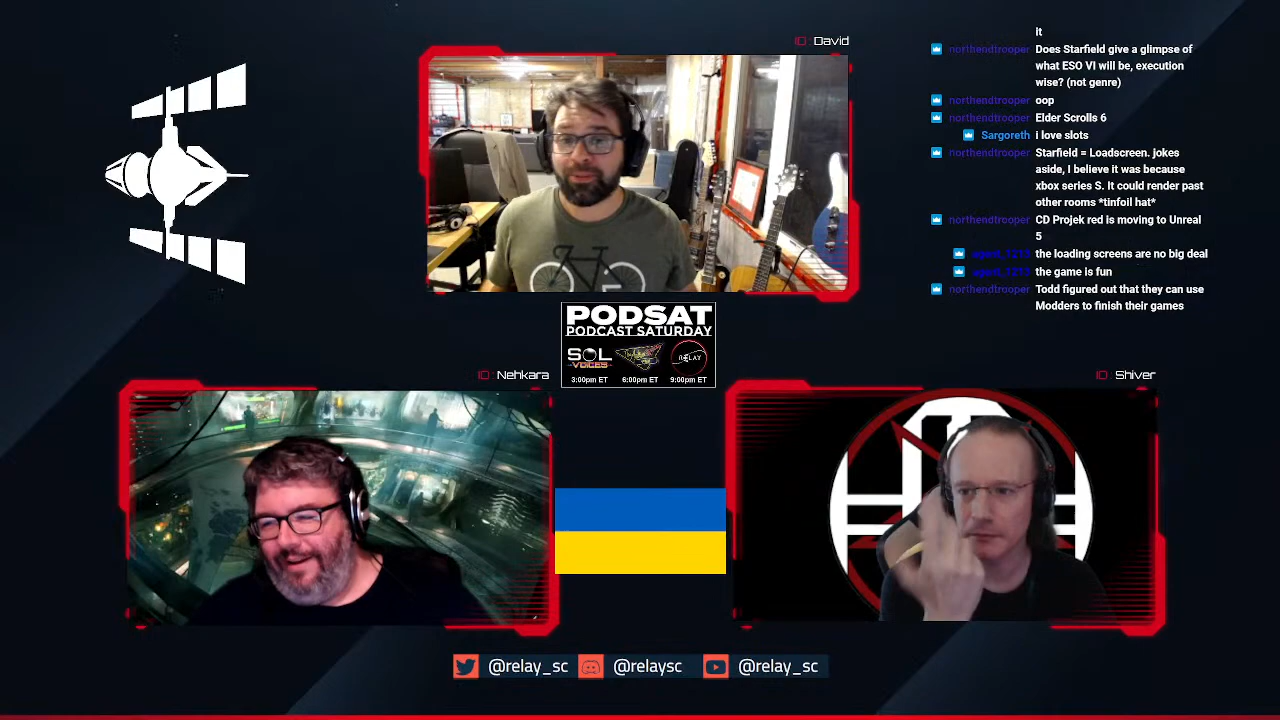 ID: David
it
northendtrooper Does Starfield give a glimpse of
what ESO VI will be, execution
wise? (not genre)
northendtrooper oop
northendtrooper Elder Scrolls 6
Sargoreth i love slots
northendtrooper Starfield = Loadscreen. jokes
aside, I believe it was because
xbox series S. It could render past
other rooms *tinfoil hat*
northendtrooper CD Projek red is moving to Unreal
5
agent_1213 the loading screens are no big deal
agent_1213 the game is fun
northendtrooper Todd figured out that they can use
Modders to finish their games
PODSAT
PODCAST SATURDAY
SOL
VOICES
RELAY
3:00pm ET 6:00pm ET 9:00pm ET
ID: Nehkara
ID: Shiver
@relay_sc @relaysc @relay_sc